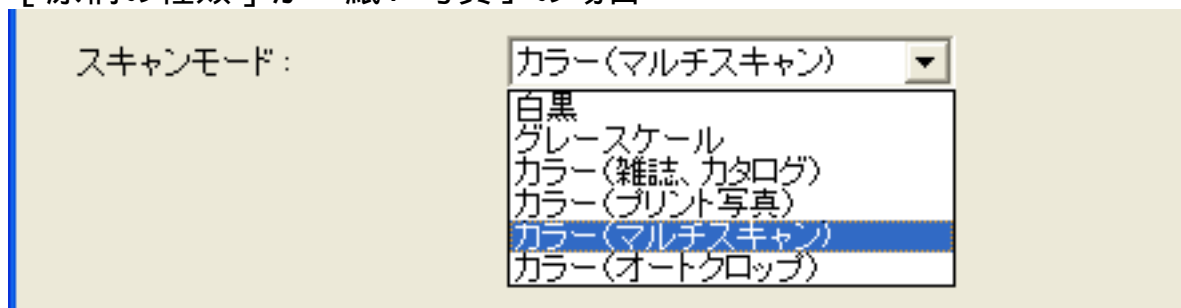 スキャンモード：
カラー（マルチスキャン）
白黒
グレースケール
カラー（雑誌、カタログ）
カラー（プリント写真）
カラー（マルチスキャン）
カラー（オートクロップ）